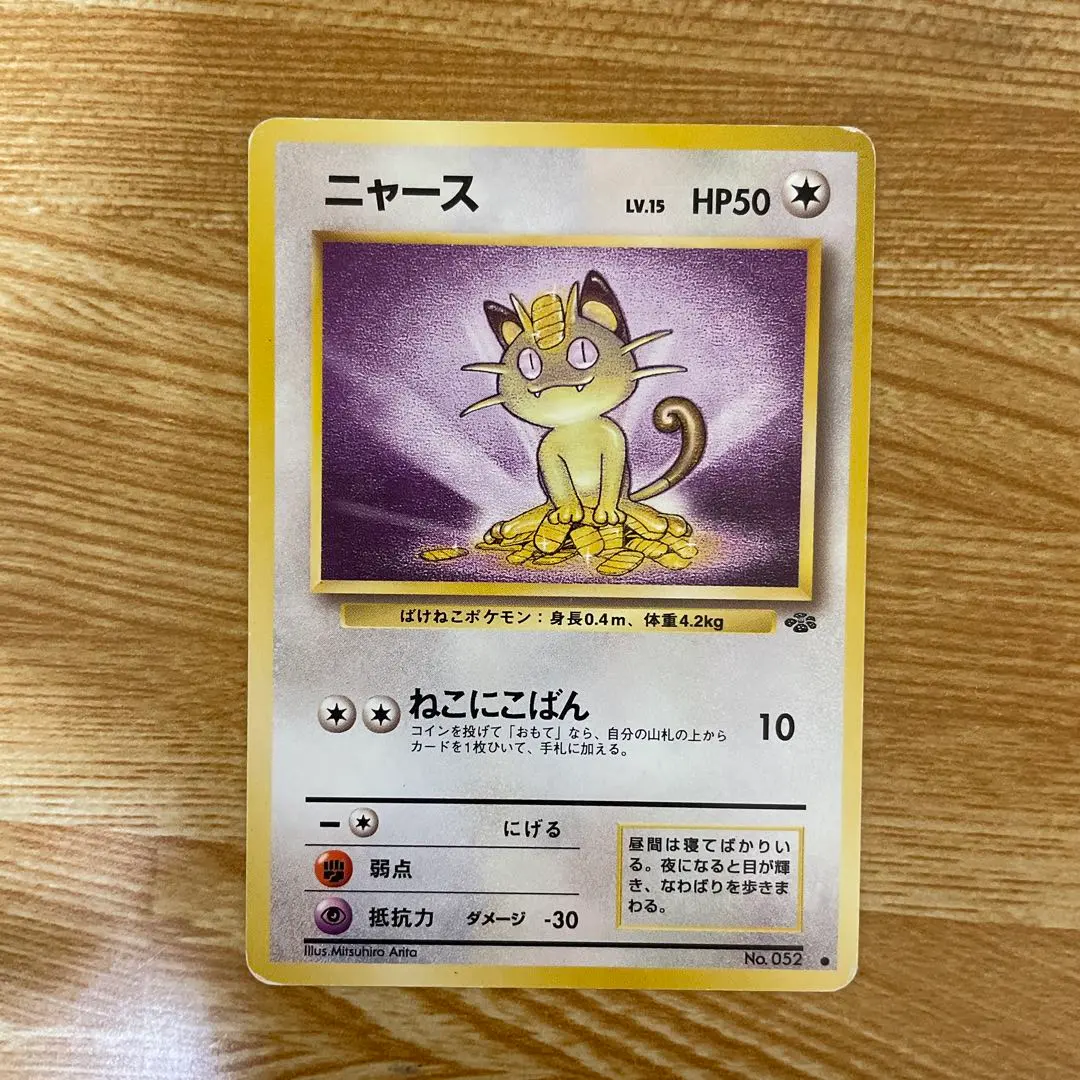 ニャース LV.15 HP50
ばけねこポケモン：身長0.4m、体重4.2kg
ねこにこばん 10
コインを投げて「おもて」なら、自分の山札の上から
カードを1枚ひいて、手札に加える。
ー にげる
弱点
抵抗力 ダメージ -30
昼間は寝てばかりい
る。夜になると目が輝
き、なわばりを歩きま
わる。
Illus.Mitsuhiro Arita
No. 052 ●